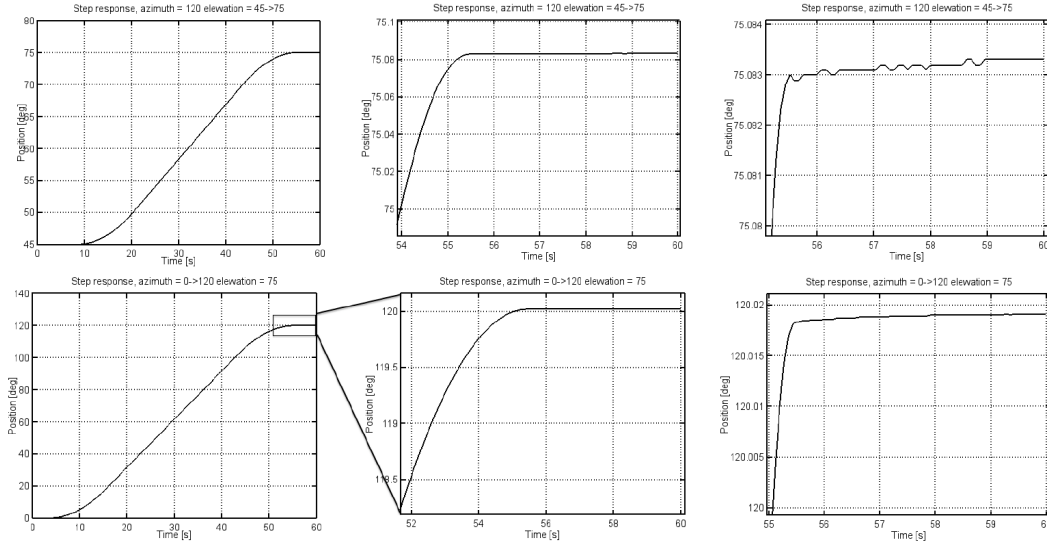 Step response, azimuth = 120 elevation = 45->75
80
75
70
65
60
55
50
45
Position [deg]
0 10 20 30 40 50 60
Time [s]
Step response, azimuth = 120 elevation = 45->75
75.1
75.08
75.06
75.04
75.02
75
Position [deg]
54 55 56 57 58 59 60
Time [s]
Step response, azimuth = 120 elevation = 45->75
75.084
75.083
75.082
75.081
75.08
Position [deg]
56 57 58 59 60
Time [s]
Step response, azimuth = 0->120 elevation = 75
140
120
100
80
60
40
20
0
Position [deg]
0 10 20 30 40 50 60
Time [s]
Step response, azimuth = 0->120 elevation = 75
120
119.5
119
118.5
Position [deg]
52 54 56 58 60
Time [s]
Step response, azimuth = 0->120 elevation = 75
120.02
120.015
120.01
120.005
120
Position [deg]
55 56 57 58 59
Time [s]